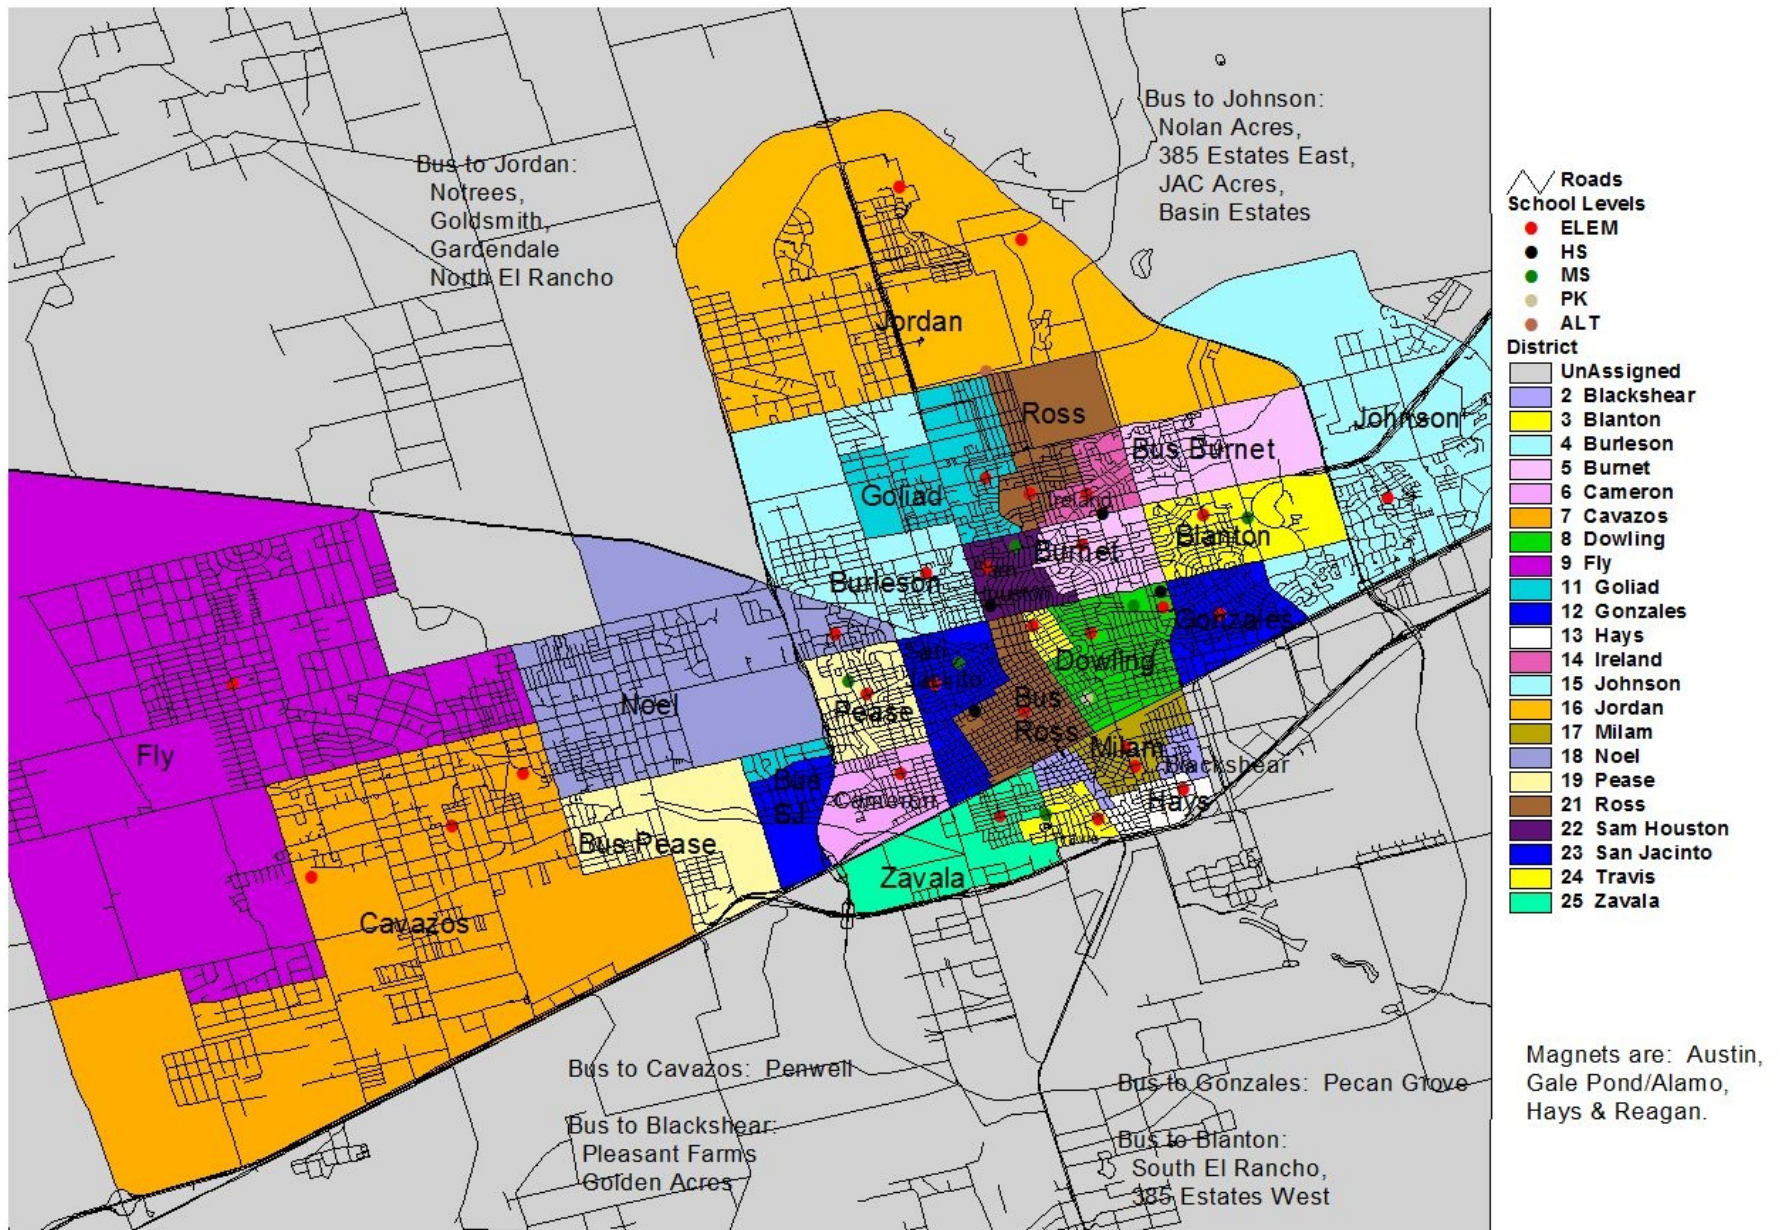 Bus to Jordan:
Notrees,
Goldsmith,
Gardendale
North El Rancho
Bus to Johnson:
Nolan Acres,
385 Estates East,
JAC Acres,
Basin Estates
Jordan
Ross
Johnson
Bus Burnet
Goliad
Ireland
Blanton
Burnet
Burleson
Sam
Houston
Gonzales
Dowling
San
Jacinto
Noel
Pease
Bus
Ross
Milam
Blackshear
Fly
Bus
SJ
Cameron
Hays
Bus Pease
Travis
Zavala
Cavazos
Bus to Cavazos: Penwell
Bus to Blackshear:
Pleasant Farms
Golden Acres
Bus to Gonzales: Pecan Grove
Bus to Blanton:
South El Rancho,
385 Estates West
Roads
School Levels
ELEM
HS
MS
PK
ALT
District
UnAssigned
2 Blackshear
3 Blanton
4 Burleson
5 Burnet
6 Cameron
7 Cavazos
8 Dowling
9 Fly
11 Goliad
12 Gonzales
13 Hays
14 Ireland
15 Johnson
16 Jordan
17 Milam
18 Noel
19 Pease
21 Ross
22 Sam Houston
23 San Jacinto
24 Travis
25 Zavala
Magnets are: Austin,
Gale Pond/Alamo,
Hays & Reagan.